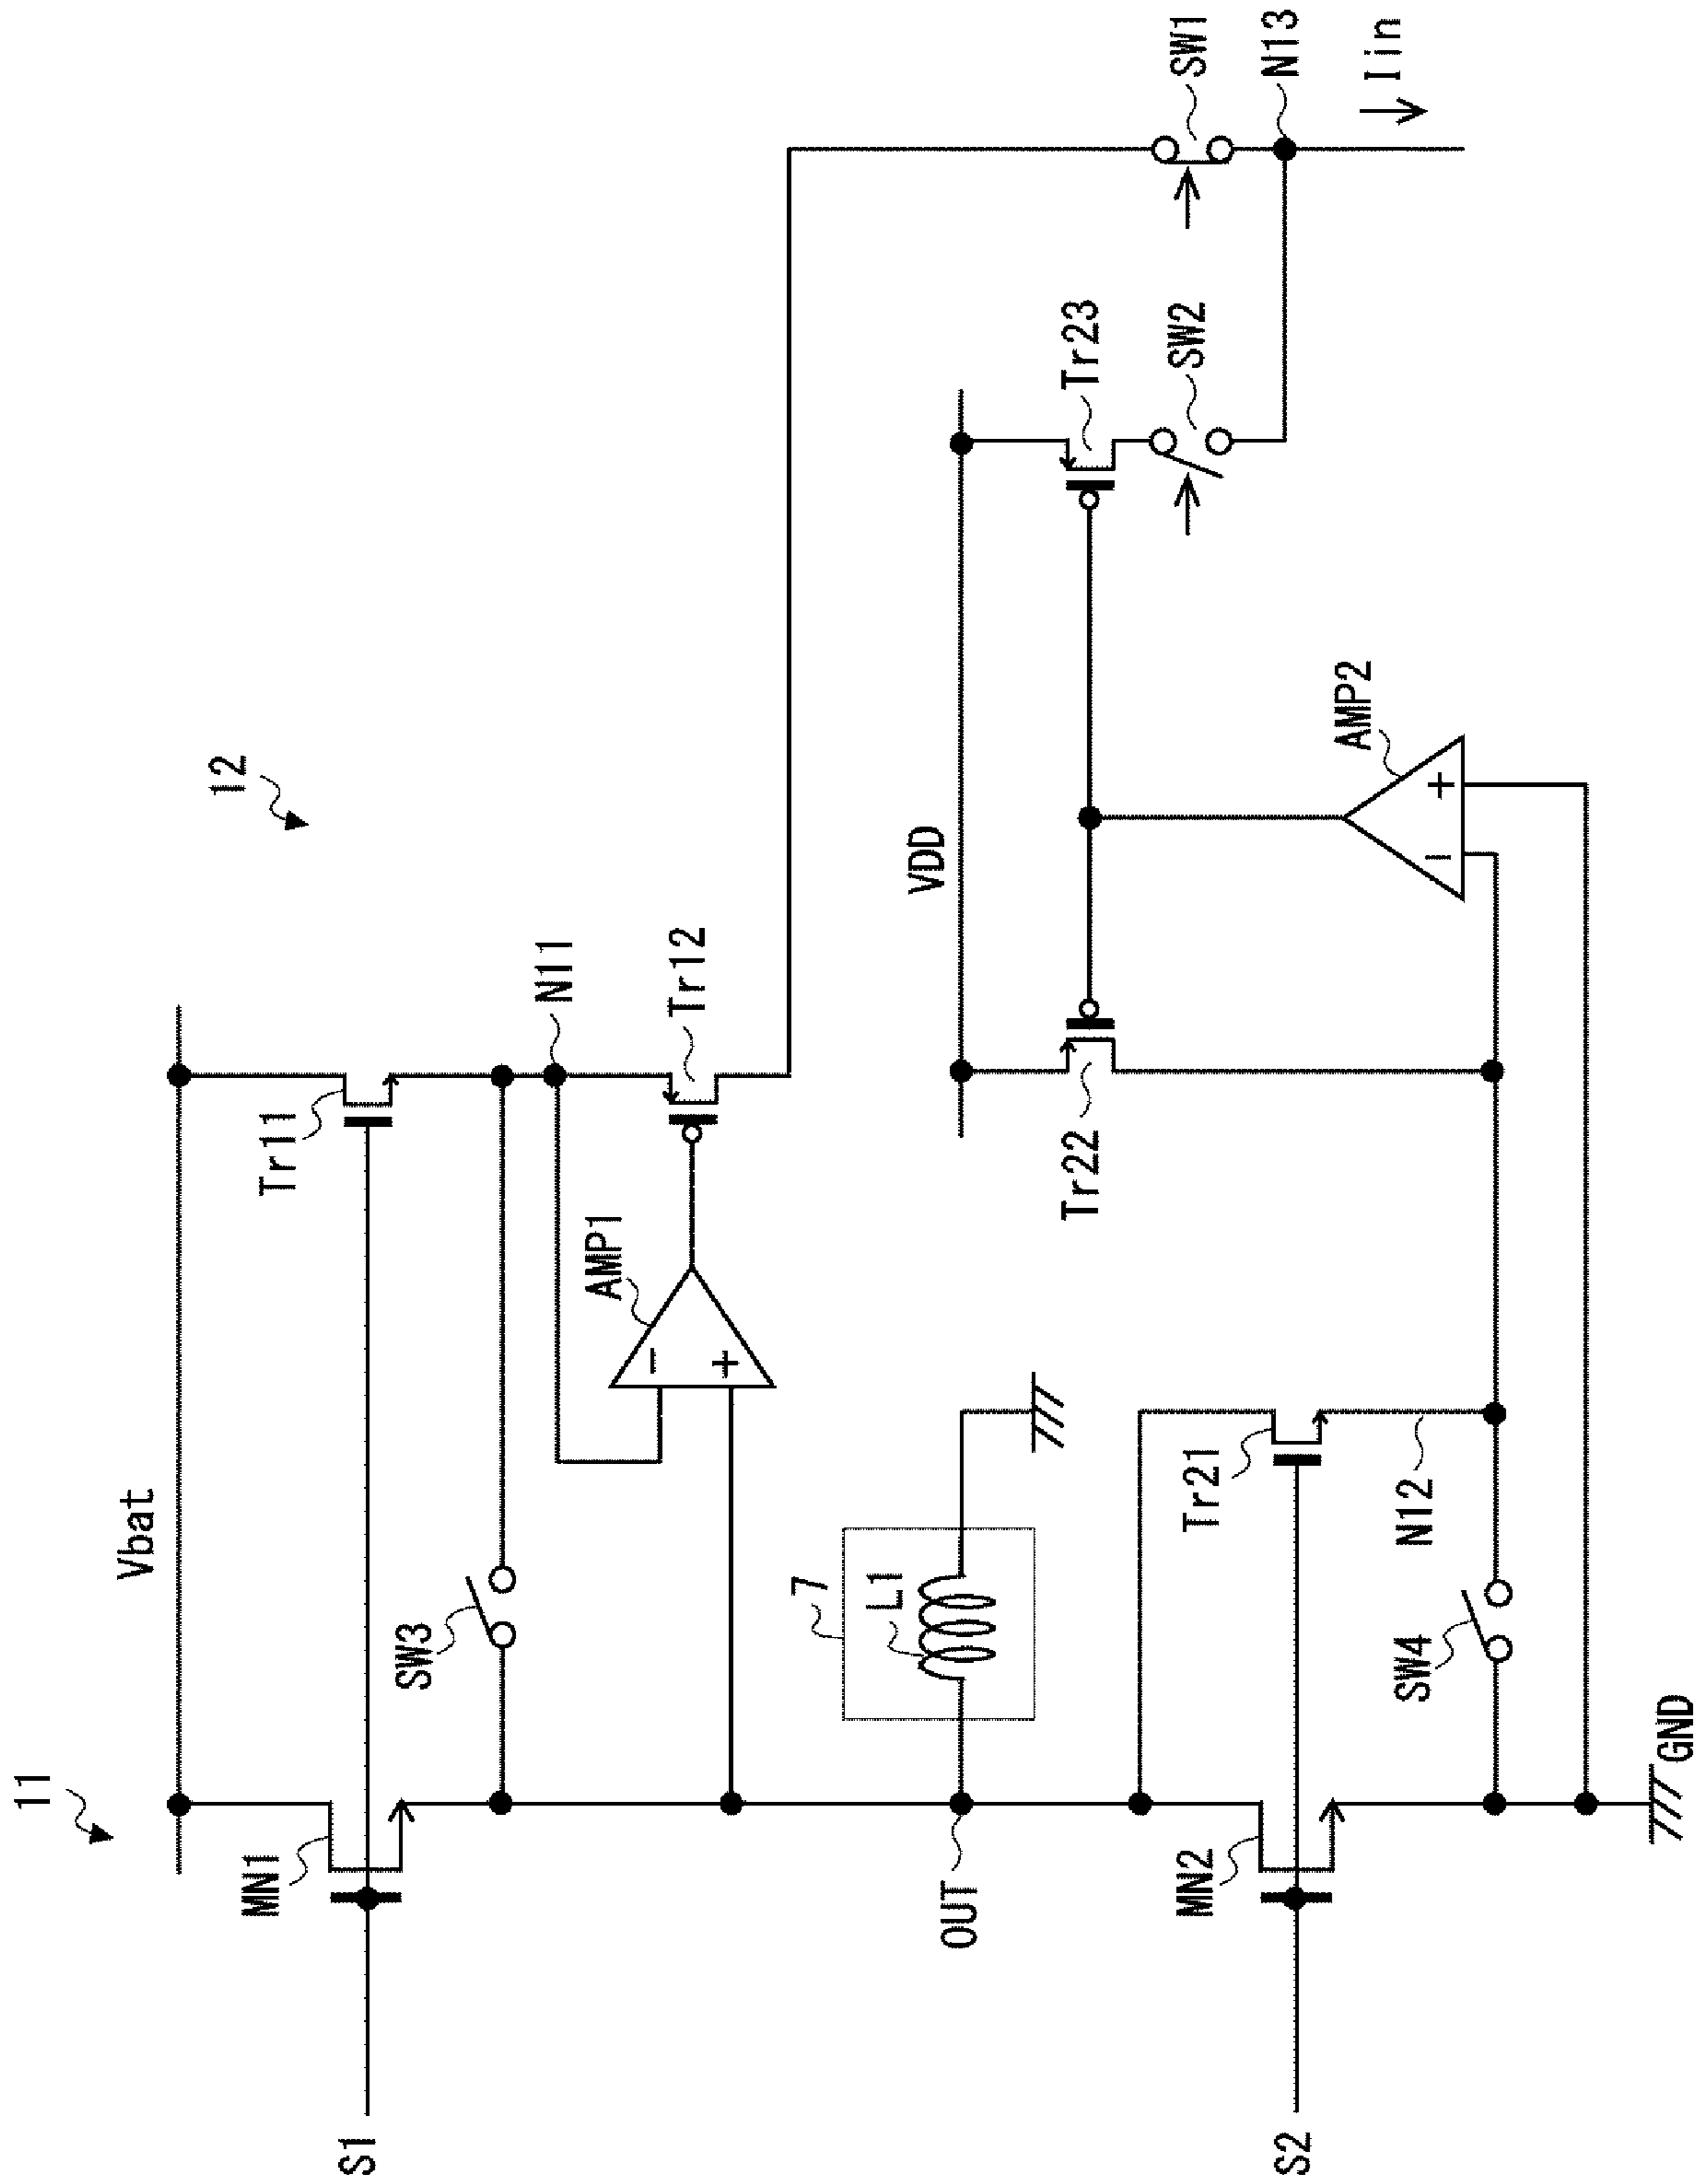 11
12
Vbat
MN1
Tr11
S1
SW3
N11
AMP1
-
+
Tr12
7
L1
VDD
OUT
Tr22
Tr23
SW1
SW2
N13
Iin
MN2
Tr21
S2
AMP2
-
+
N12
SW4
GND